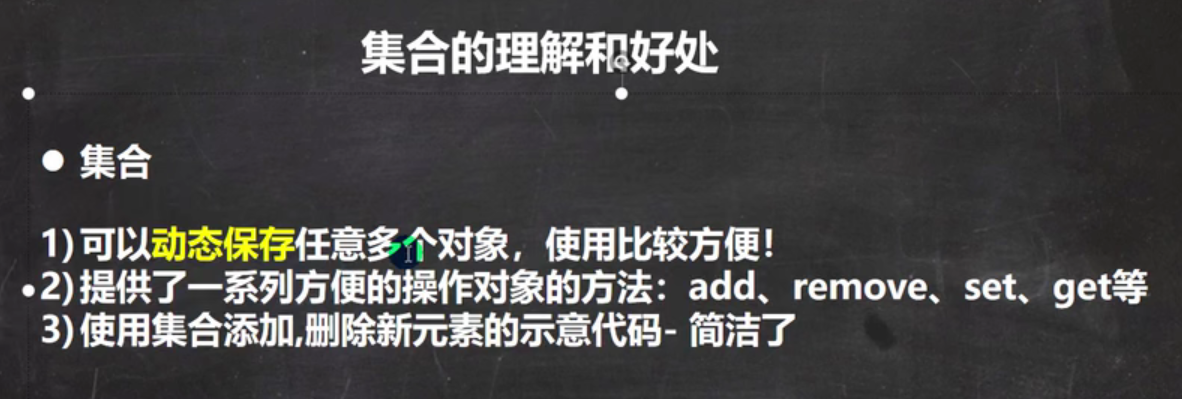 集合的理解和好处
● 集合
1) 可以动态保存任意多个对象，使用比较方便！
2) 提供了一系列方便的操作对象的方法：add、remove、set、get等
3) 使用集合添加,删除新元素的示意代码- 简洁了